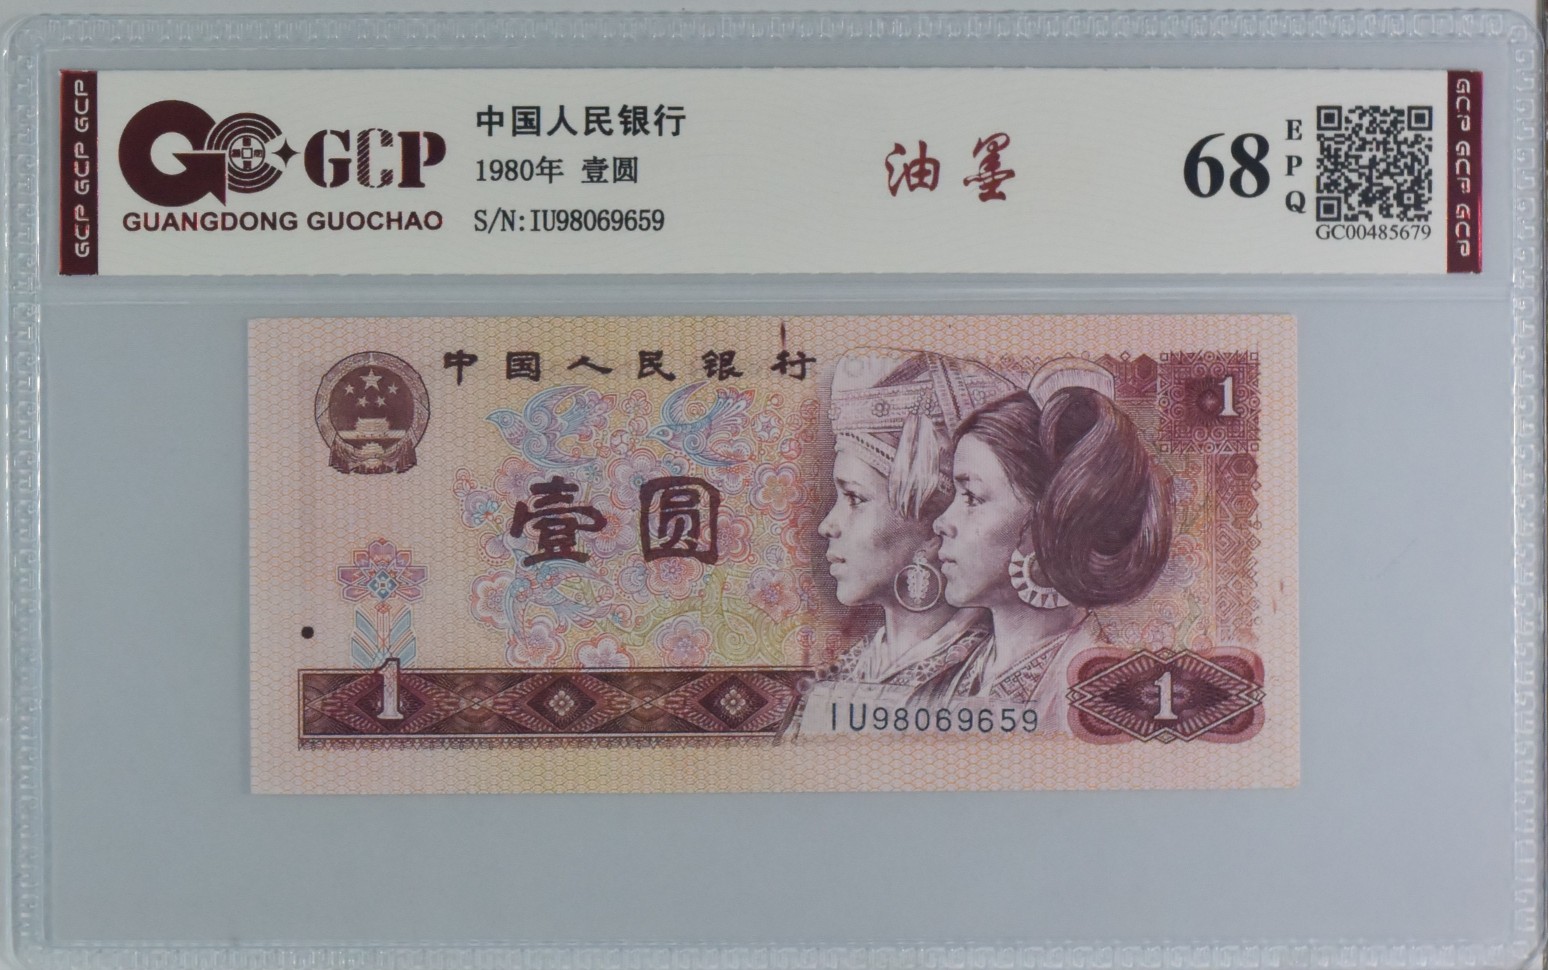 GCP GCP GCP
GCP
GUANGDONG GUOCHAO
中国人民银行
1980年 壹圆
S/N:IU98069659
油墨
68
EPQ
GC00485679
GCP GCP GCP
中国人民银行
1
壹圆
1
IU98069659
1